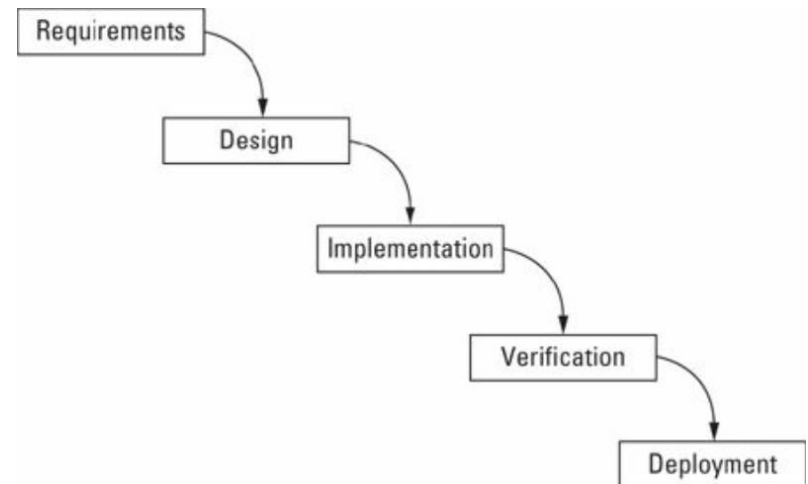 Requirements
Design
Implementation
Verification
Deployment